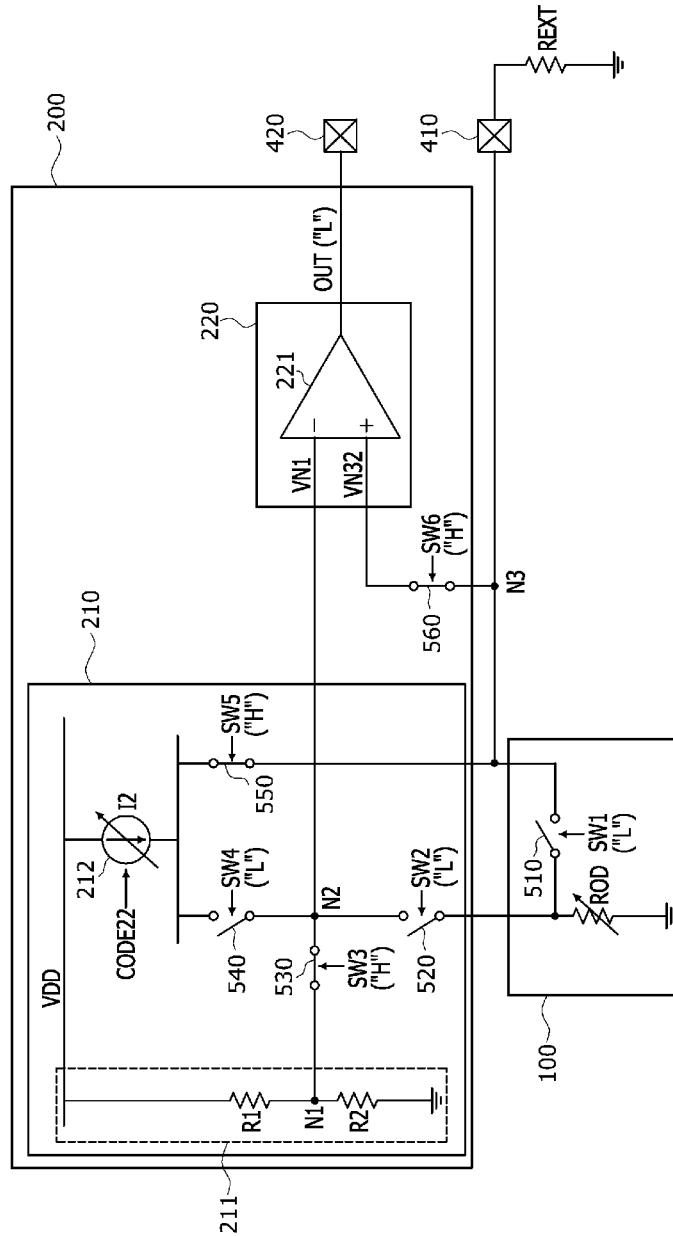 200
210
220
211
VDD
212
I2
CODE22
R1
N1
R2
530
SW3
("H")
540
SW4
("L")
N2
520
SW2
("L")
550
SW5
("H")
VN1
VN32
221
OUT ("L")
420
560
SW6
("H")
N3
410
REXT
100
510
SW1
("L")
ROD